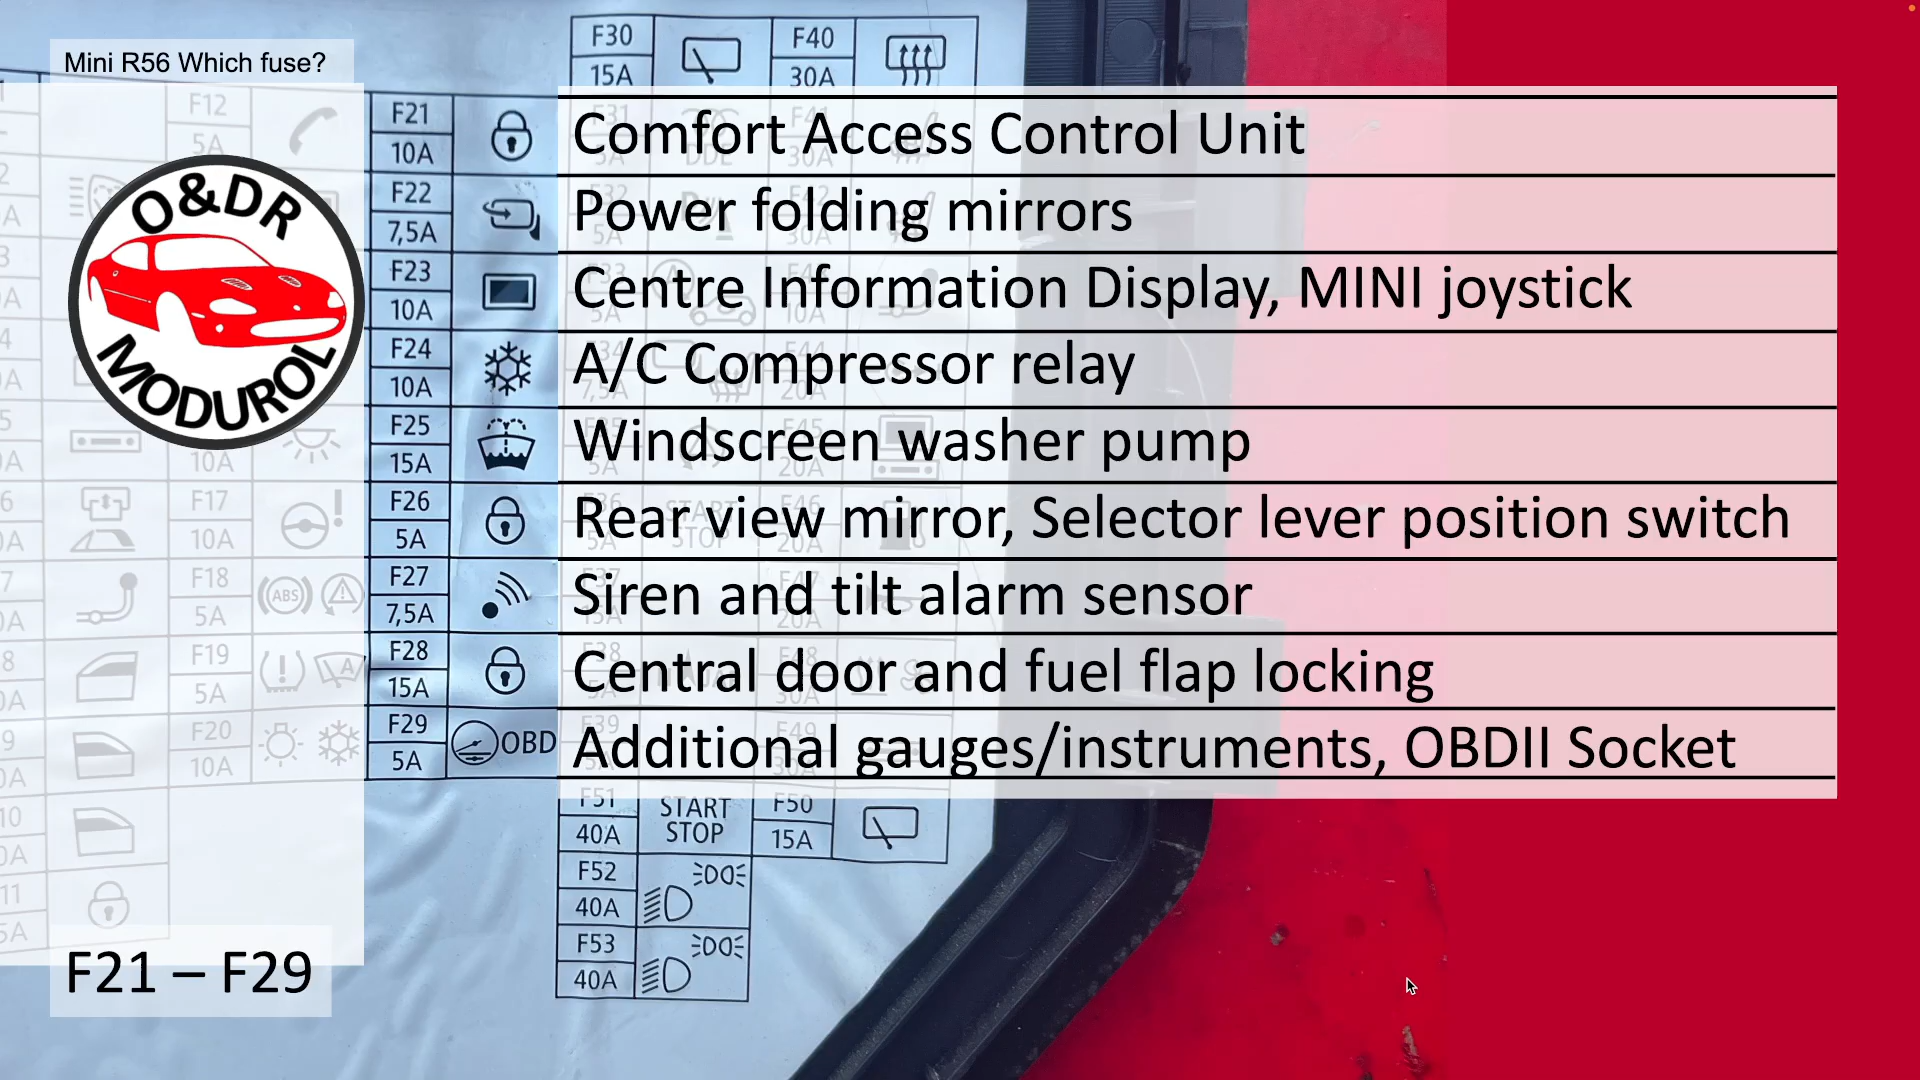 Mini R56 Which fuse?
O&DR
MODUROL
F21 – F29
F30
15A
F40
30A
F21
10A
Comfort Access Control Unit
F22
7,5A
Power folding mirrors
F23
10A
Centre Information Display, MINI joystick
F24
10A
A/C Compressor relay
F25
15A
Windscreen washer pump
F26
5A
Rear view mirror, Selector lever position switch
F27
7,5A
Siren and tilt alarm sensor
F28
15A
Central door and fuel flap locking
F29
5A
OBD
Additional gauges/instruments, OBDII Socket
F12
5A
10A
F17
10A
F18
5A
ABS
F19
5A
A
F20
10A
F51
40A
START
STOP
F50
15A
F52
40A
F53
40A